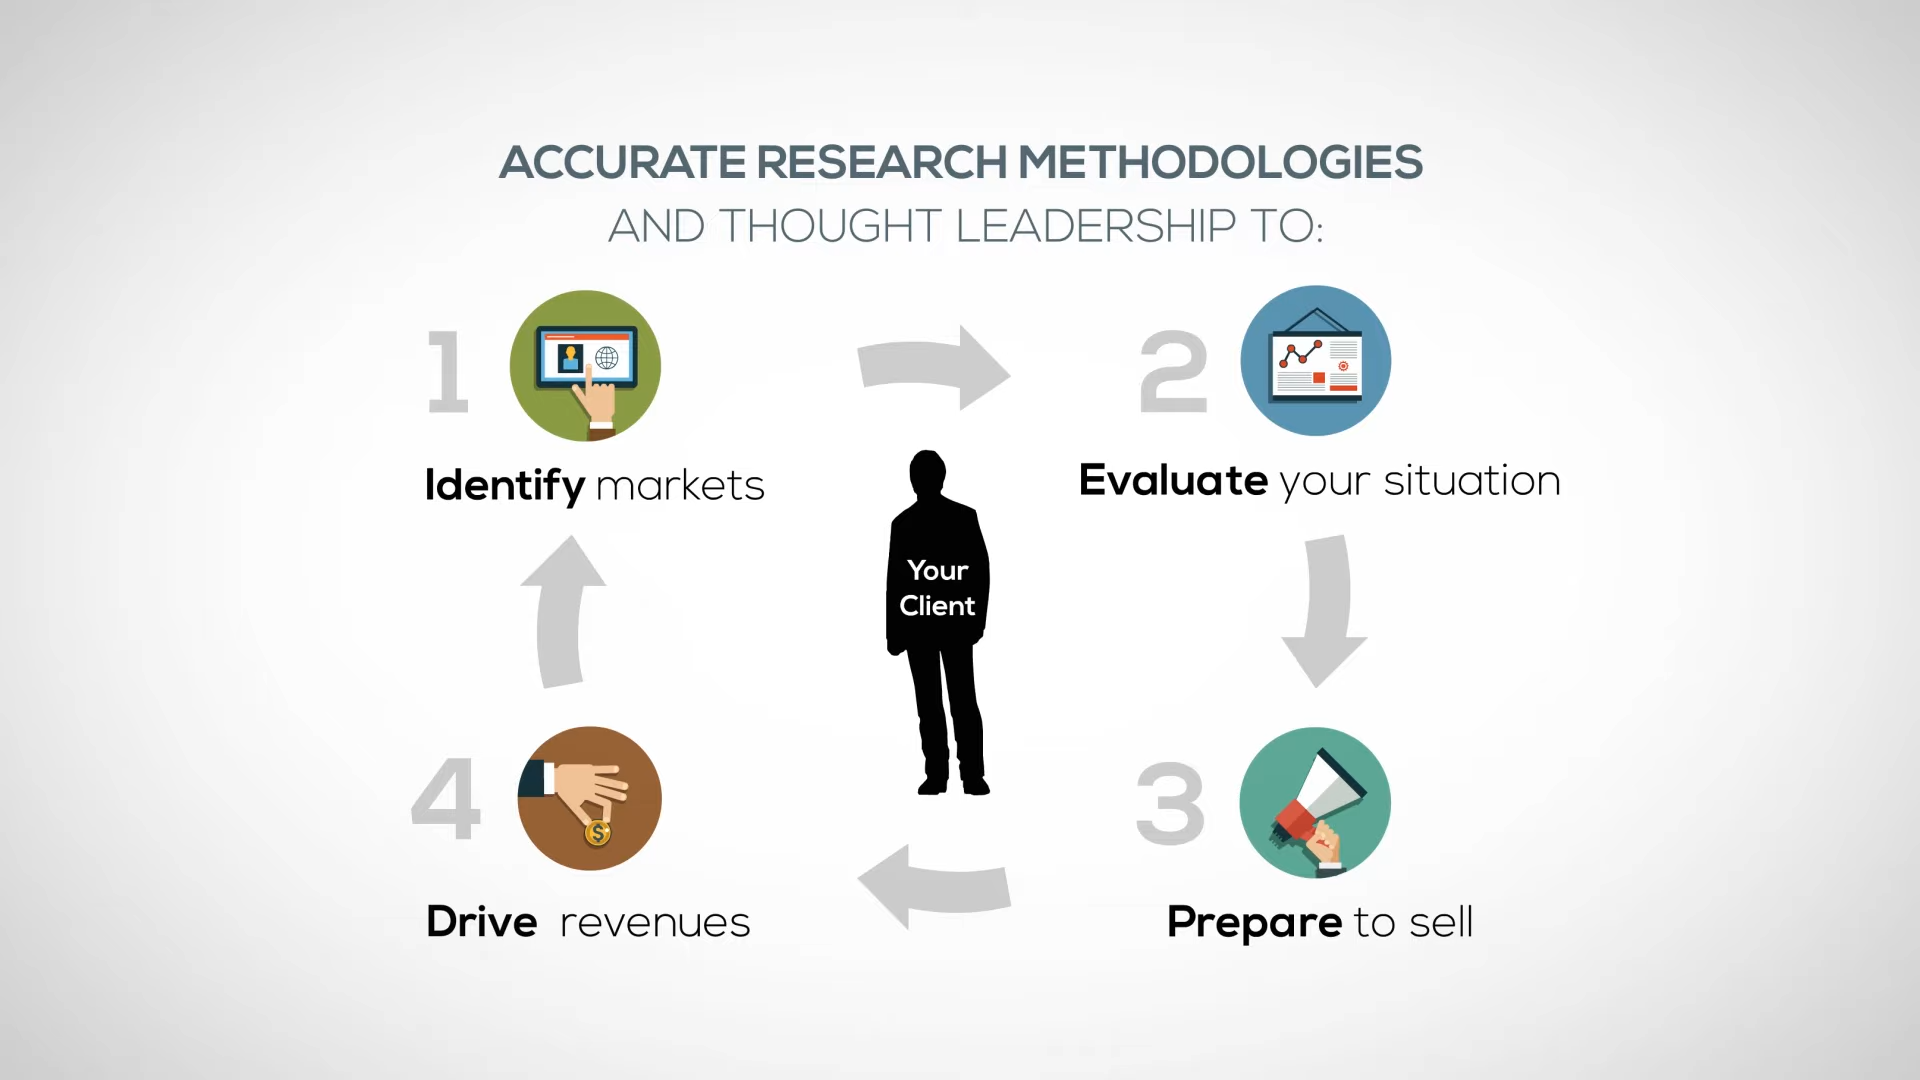 ACCURATE RESEARCH METHODOLOGIES
AND THOUGHT LEADERSHIP TO:
1
Identify markets
2
Evaluate your situation
Your
Client
4
$
Drive revenues
3
Prepare to sell